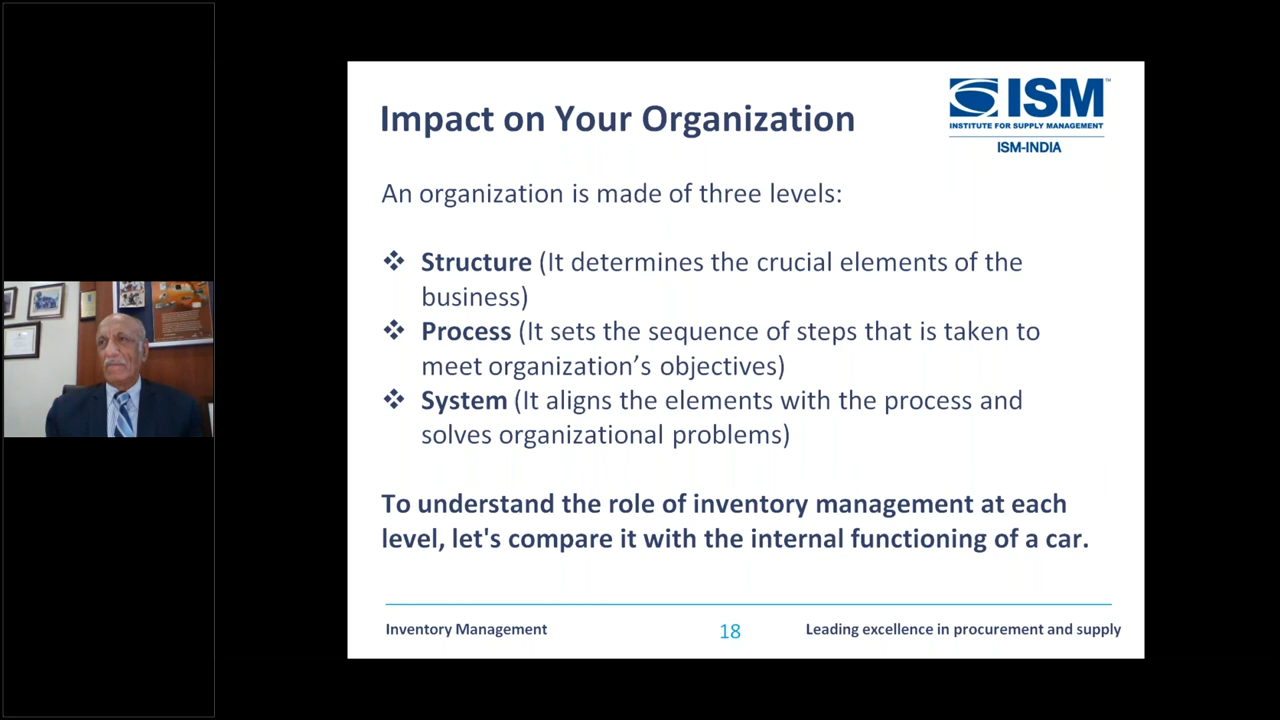 Impact on Your Organization
ISM™
INSTITUTE FOR SUPPLY MANAGEMENT
ISM-INDIA
An organization is made of three levels:
❖ Structure (It determines the crucial elements of the
business)
❖ Process (It sets the sequence of steps that is taken to
meet organization’s objectives)
❖ System (It aligns the elements with the process and
solves organizational problems)
To understand the role of inventory management at each
level, let's compare it with the internal functioning of a car.
Inventory Management
18
Leading excellence in procurement and supply